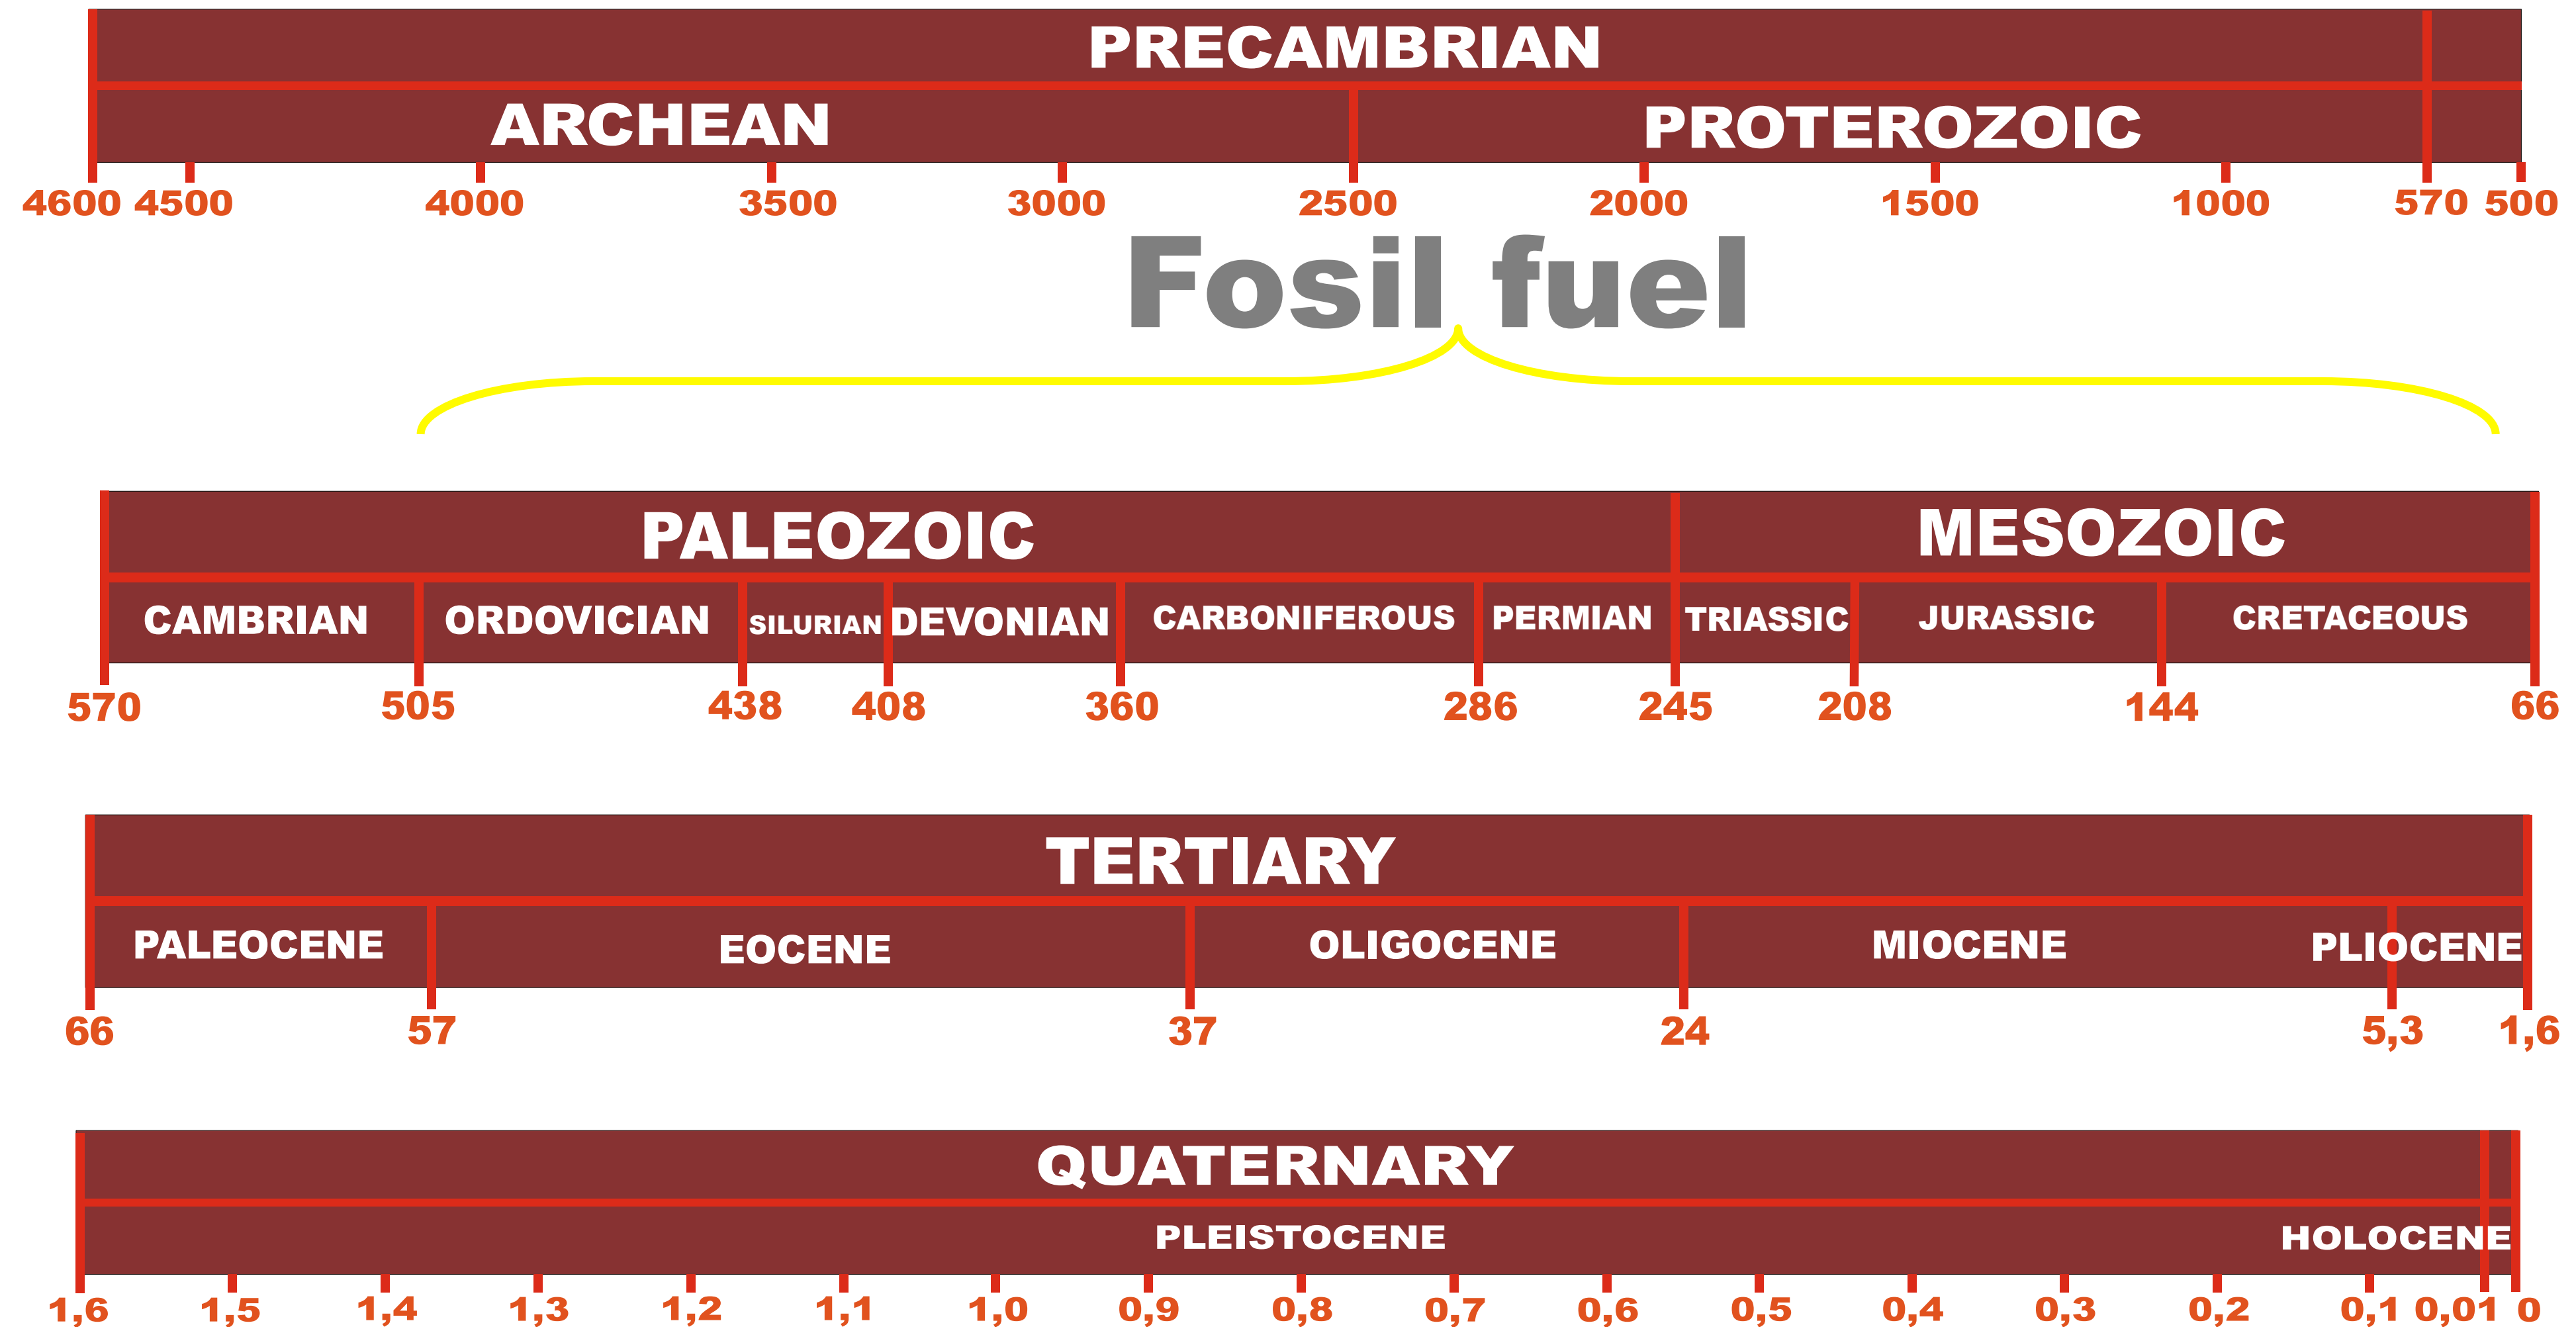 PRECAMBRIAN
ARCHEAN PROTEROZOIC
4600 4500 4000 3500 3000 2500 2000 1500 1000 570 500
Fosil fuel
PALEOZOIC MESOZOIC
CAMBRIAN ORDOVICIAN SILURIAN DEVONIAN CARBONIFEROUS PERMIAN TRIASSIC JURASSIC CRETACEOUS
570 505 438 408 360 286 245 208 144 66
TERTIARY
PALEOCENE EOCENE OLIGOCENE MIOCENE PLIOCENE
66 57 37 24 5,3 1,6
QUATERNARY
PLEISTOCENE HOLOCENE
1,6 1,5 1,4 1,3 1,2 1,1 1,0 0,9 0,8 0,7 0,6 0,5 0,4 0,3 0,2 0,1 0,01 0